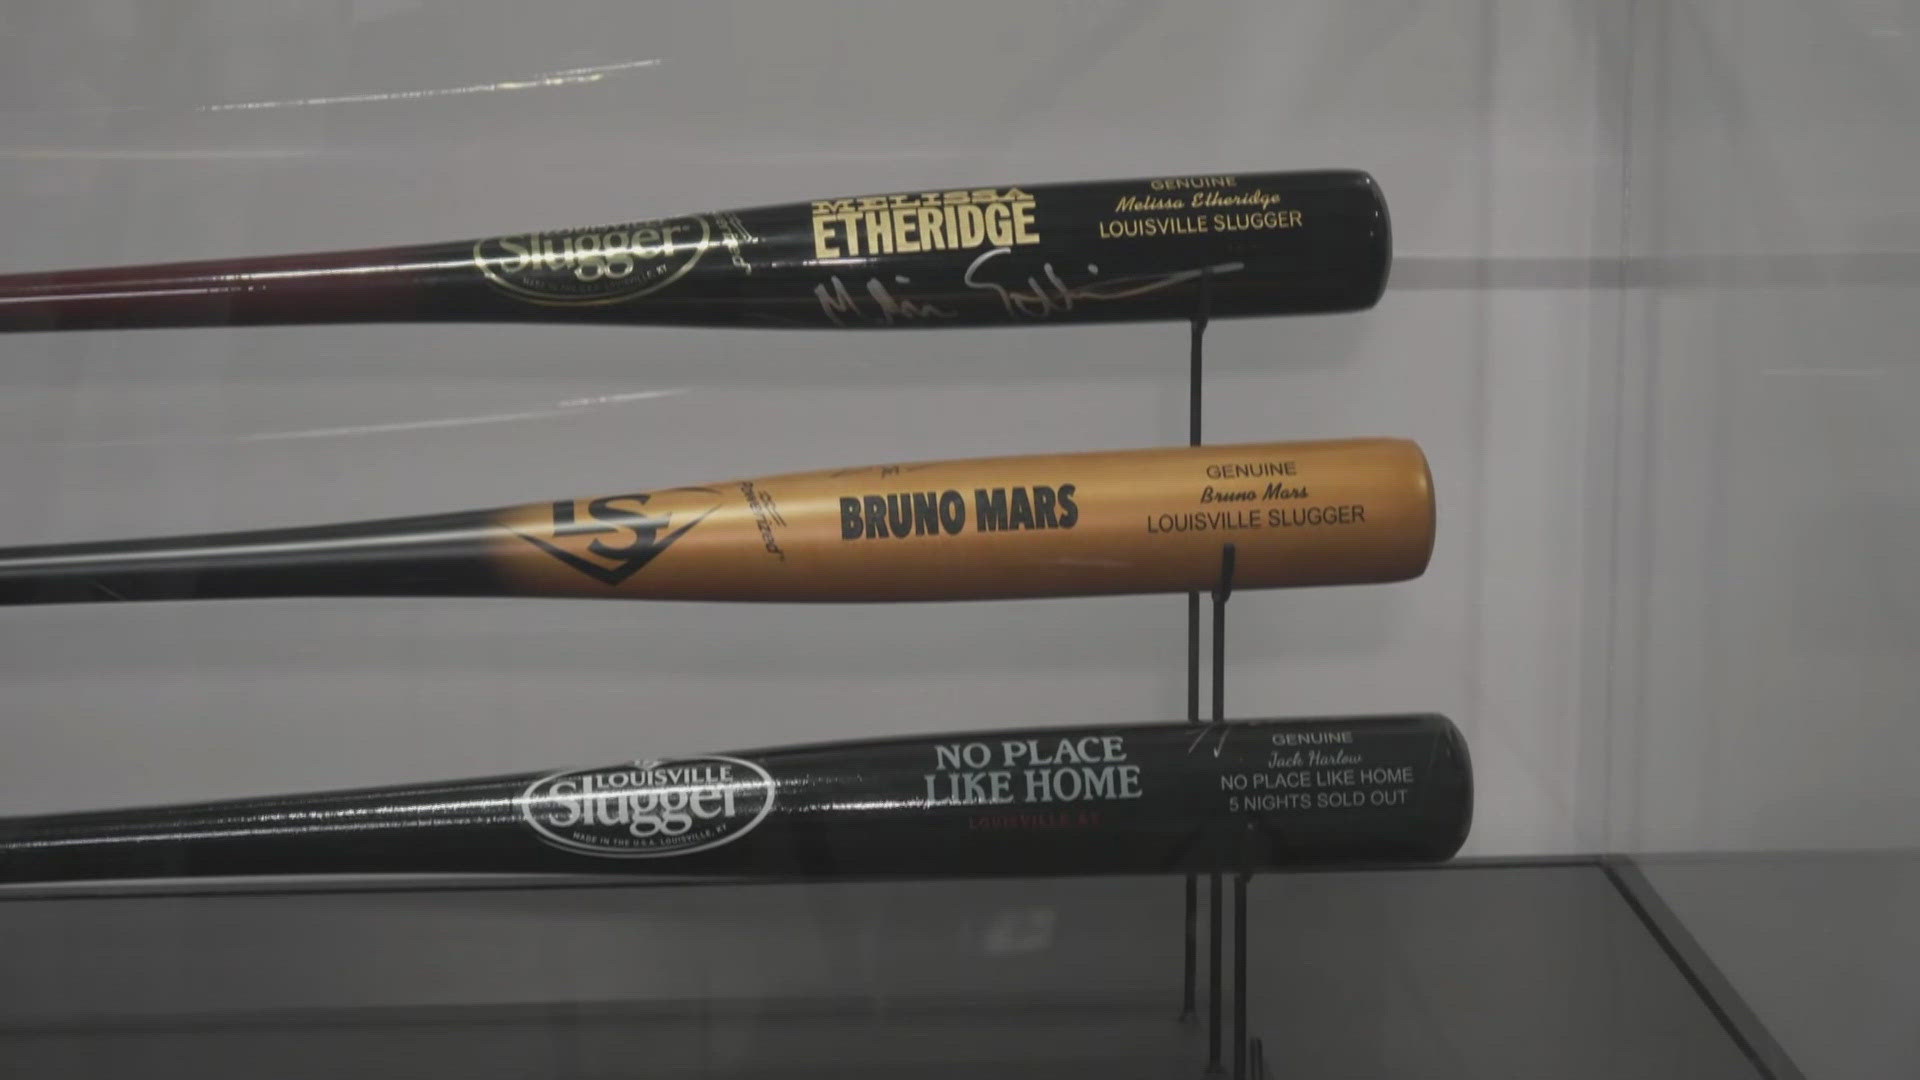 LOUISVILLE
Slugger
MELISSA
ETHERIDGE
GENUINE
Melissa Etheridge
LOUISVILLE SLUGGER
LS
Powerized
BRUNO MARS
GENUINE
Bruno Mars
LOUISVILLE SLUGGER
LOUISVILLE
Slugger
MADE IN THE U.S.A. LOUISVILLE, KY
NO PLACE
LIKE HOME
LOUISVILLE KY
GENUINE
Jack Harlow
NO PLACE LIKE HOME
5 NIGHTS SOLD OUT